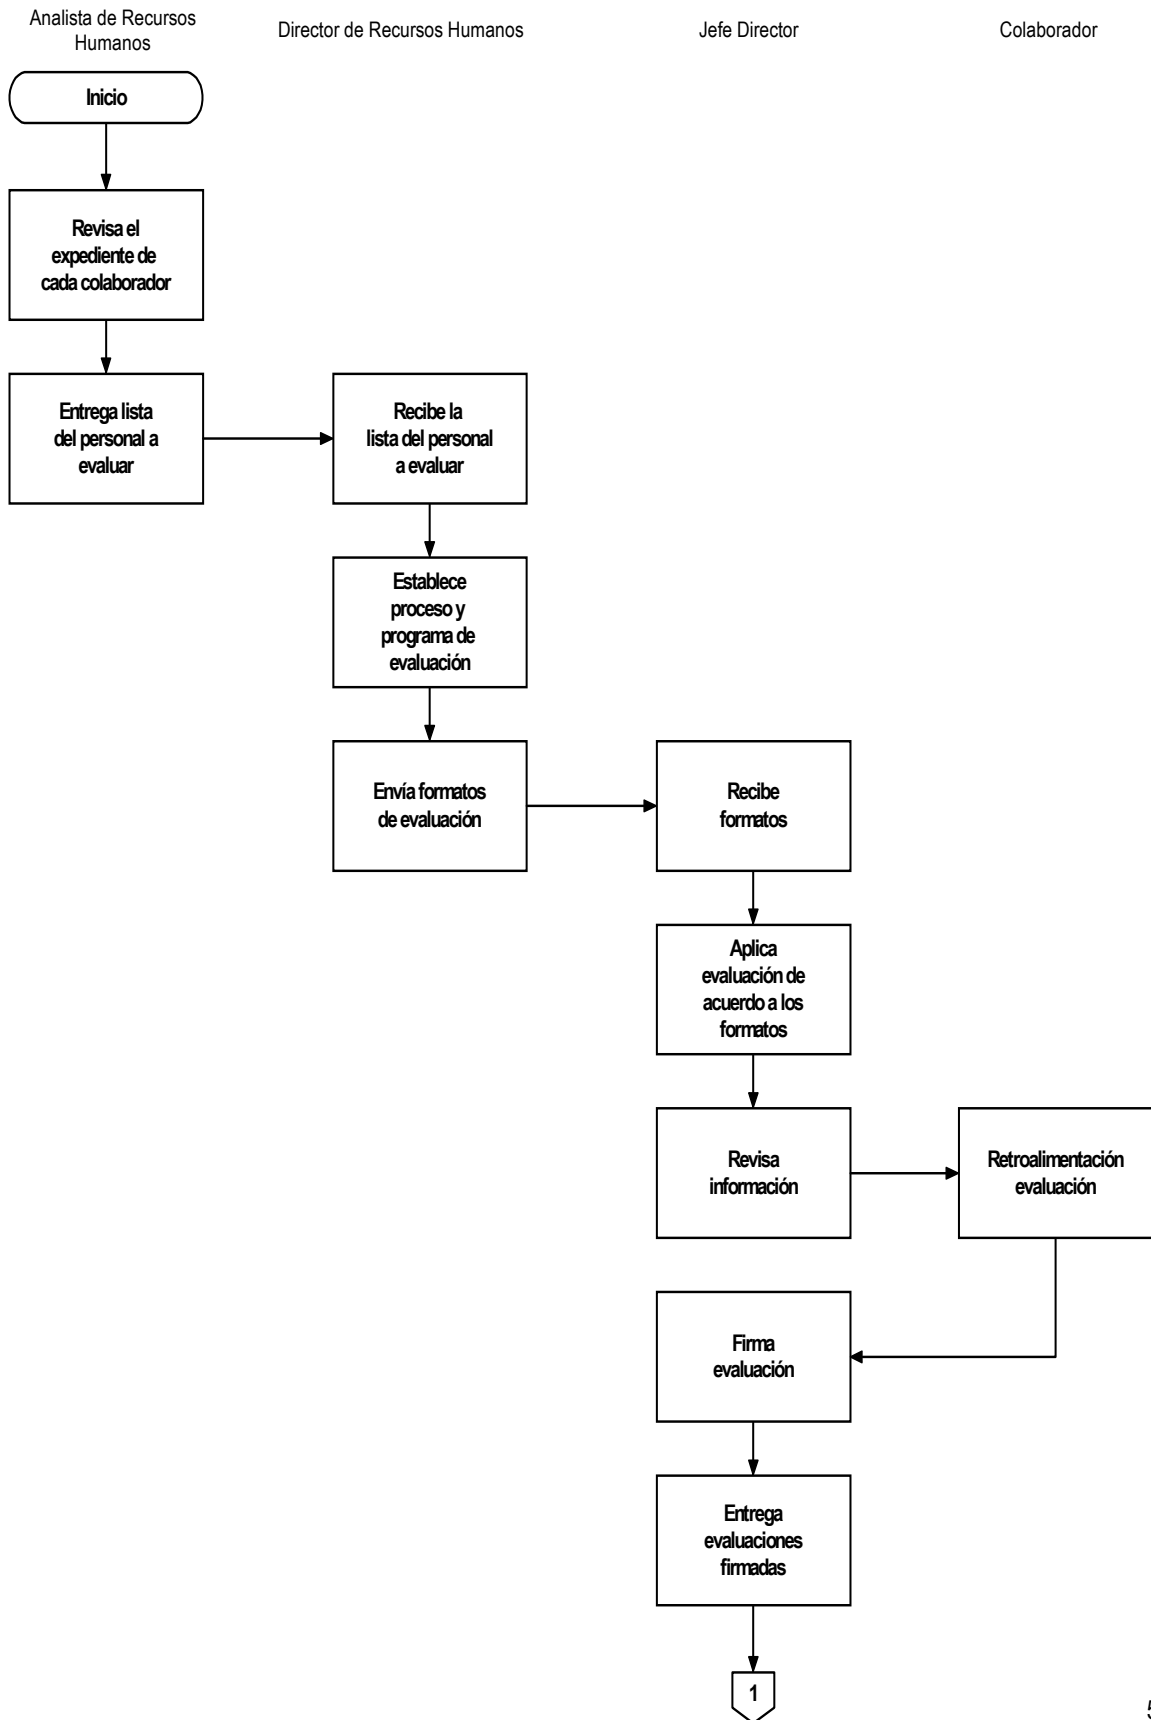 Analista de Recursos
Humanos
Director de Recursos Humanos
Jefe Director
Colaborador
Inicio
Revisa el
expediente de
cada colaborador
Entrega lista
del personal a
evaluar
Recibe la
lista del personal
a evaluar
Establece
proceso y
programa de
evaluación
Envía formatos
de evaluación
Recibe
formatos
Aplica
evaluación de
acuerdo a los
formatos
Revisa
información
Retroalimentación
evaluación
Firma
evaluación
Entrega
evaluaciones
firmadas
1